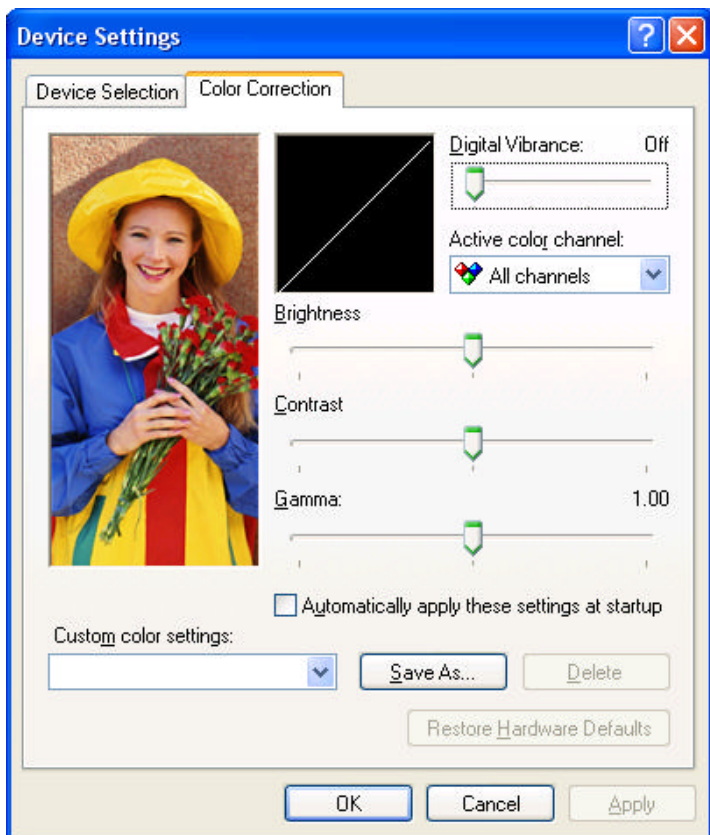 Device Settings
Device Selection
Color Correction
Digital Vibrance: Off
Active color channel:
All channels
Brightness
Contrast
Gamma: 1.00
Automatically apply these settings at startup
Custom color settings:
Save As...
Delete
Restore Hardware Defaults
OK
Cancel
Apply